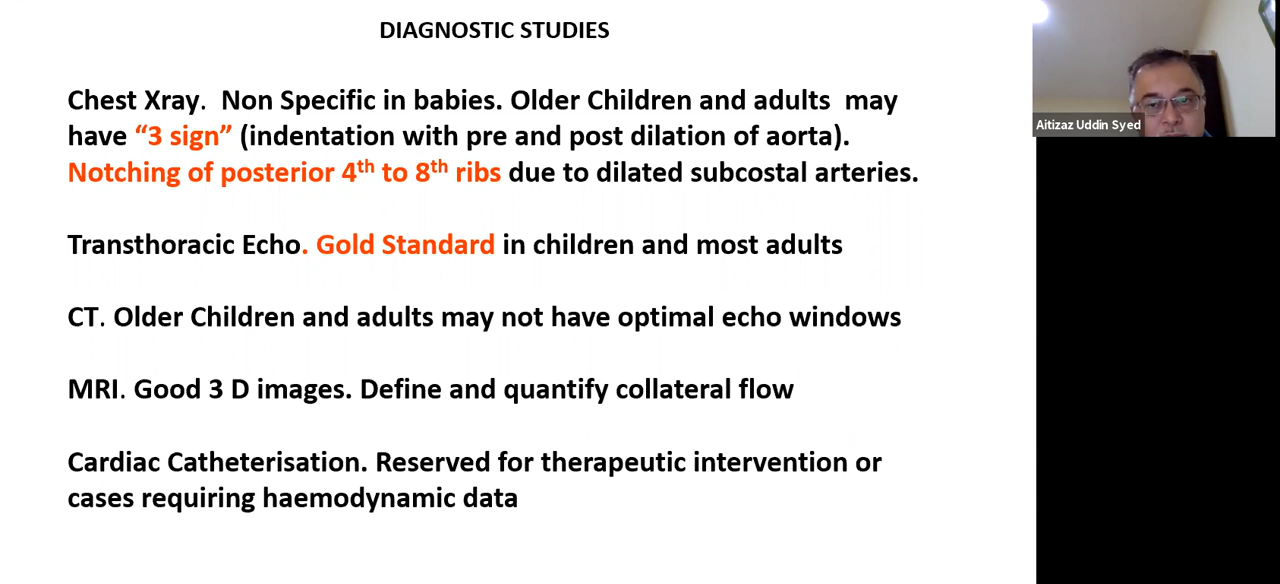 DIAGNOSTIC STUDIES
Chest Xray. Non Specific in babies. Older Children and adults may
have “3 sign” (indentation with pre and post dilation of aorta).
Notching of posterior 4th to 8th ribs due to dilated subcostal arteries.
Transthoracic Echo. Gold Standard in children and most adults
CT. Older Children and adults may not have optimal echo windows
MRI. Good 3 D images. Define and quantify collateral flow
Cardiac Catheterisation. Reserved for therapeutic intervention or
cases requiring haemodynamic data
Aitizaz Uddin Syed